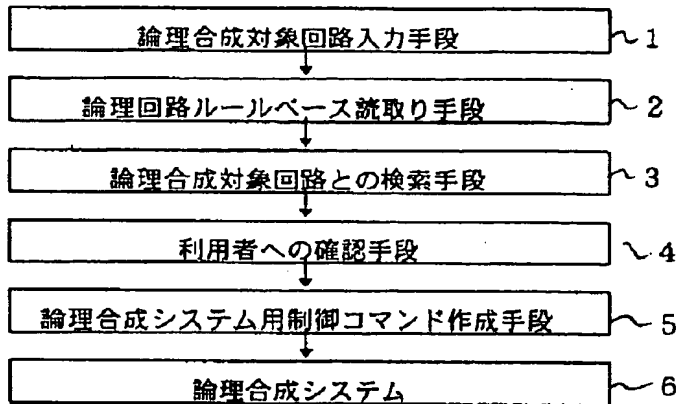 論理合成対象回路入力手段 1
論理回路ルールベース読取り手段 2
論理合成対象回路との検索手段 3
利用者への確認手段 4
論理合成システム用制御コマンド作成手段 5
論理合成システム 6